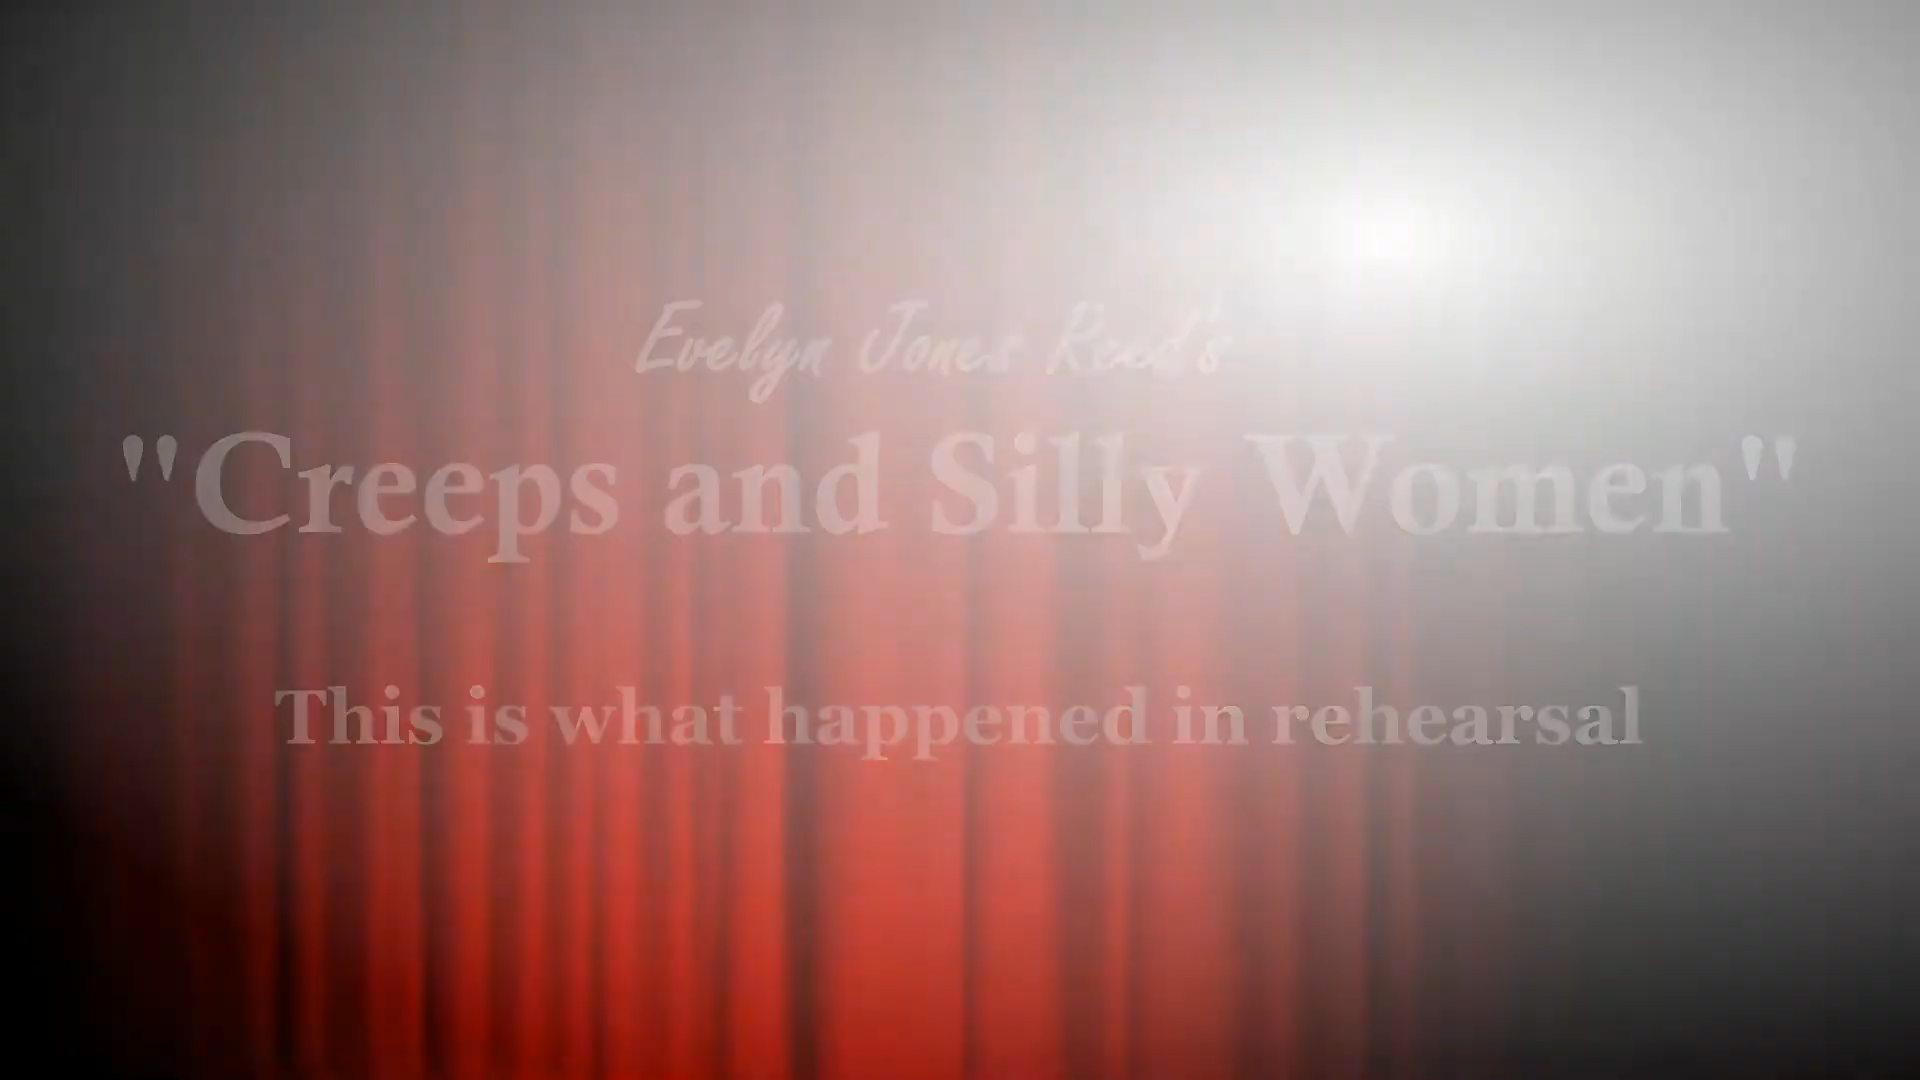 Evelyn Jones Reed's
"Creeps and Silly Women"
This is what happened in rehearsal